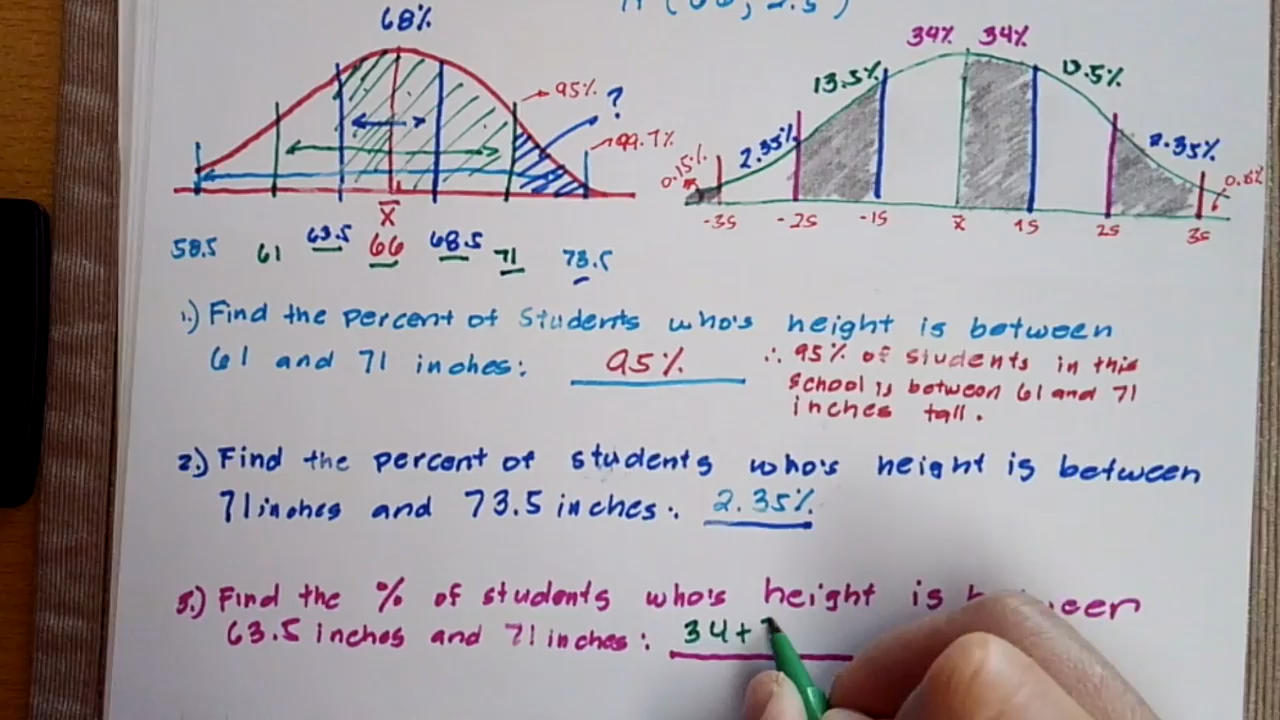 68%
34% 34%
13.5%
95%
?
99.7%
2.35%
2.35%
0.15%
x̄
-3s -2s -1s x̄ 1s 2s 3s
58.5 61 63.5 66 68.5 71 73.5
1.) Find the percent of students who's height is between
61 and 71 inches: 95%
∴ 95% of students in this
school is between 61 and 71
inches tall.
2.) Find the percent of students who's height is between
71 inches and 73.5 inches. 2.35%
3.) Find the % of students who's height is
63.5 inches and 71 inches: 34+